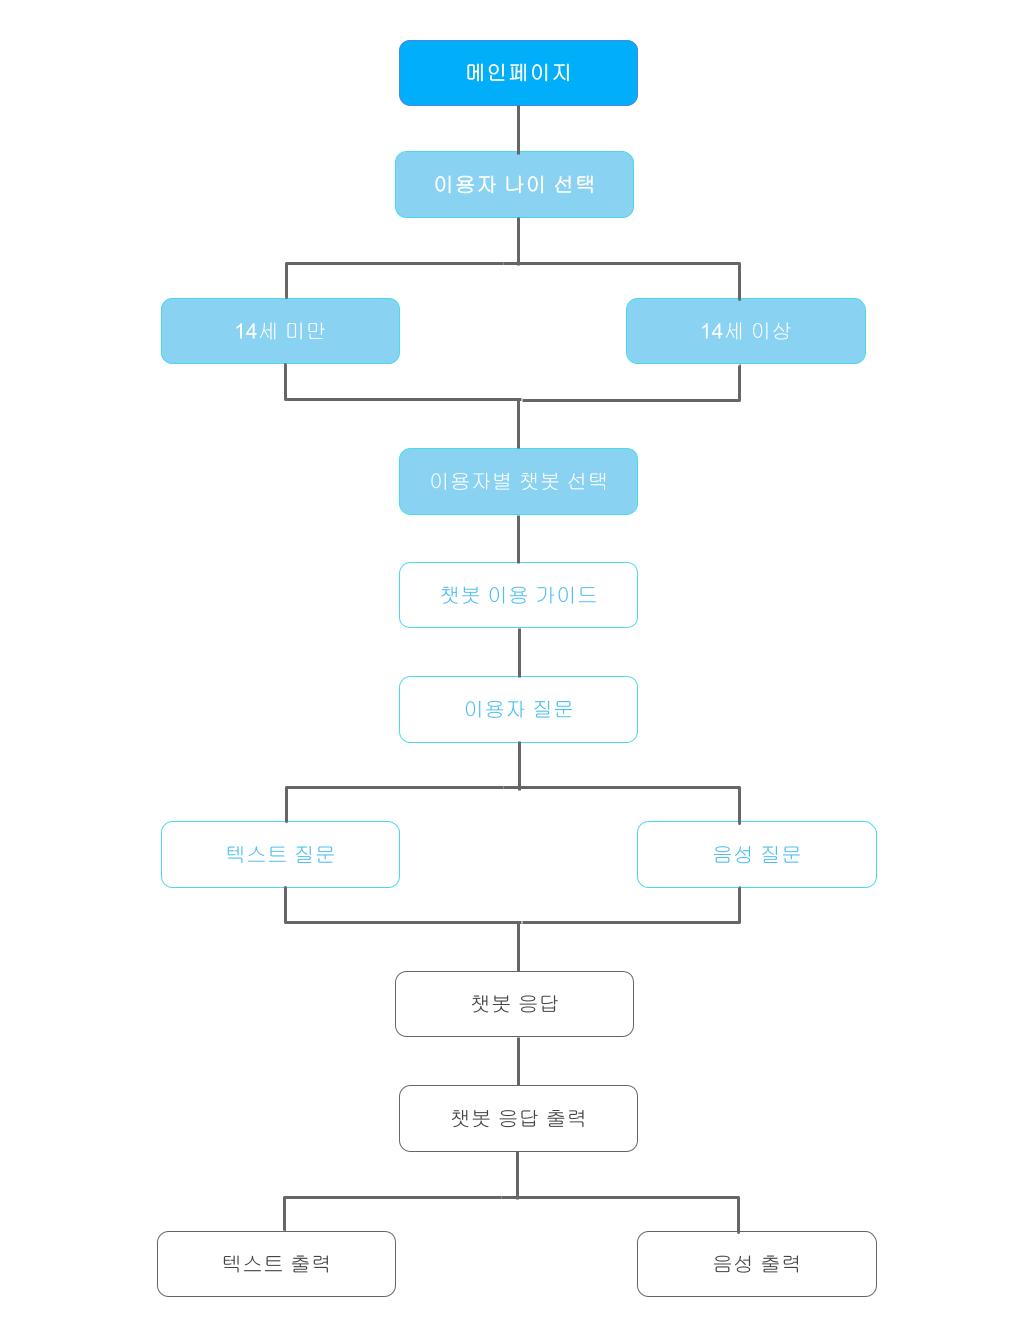 메인페이지
이용자 나이 선택
14세 미만
14세 이상
이용자별 챗봇 선택
챗봇 이용 가이드
이용자 질문
텍스트 질문
음성 질문
챗봇 응답
챗봇 응답 출력
텍스트 출력
음성 출력